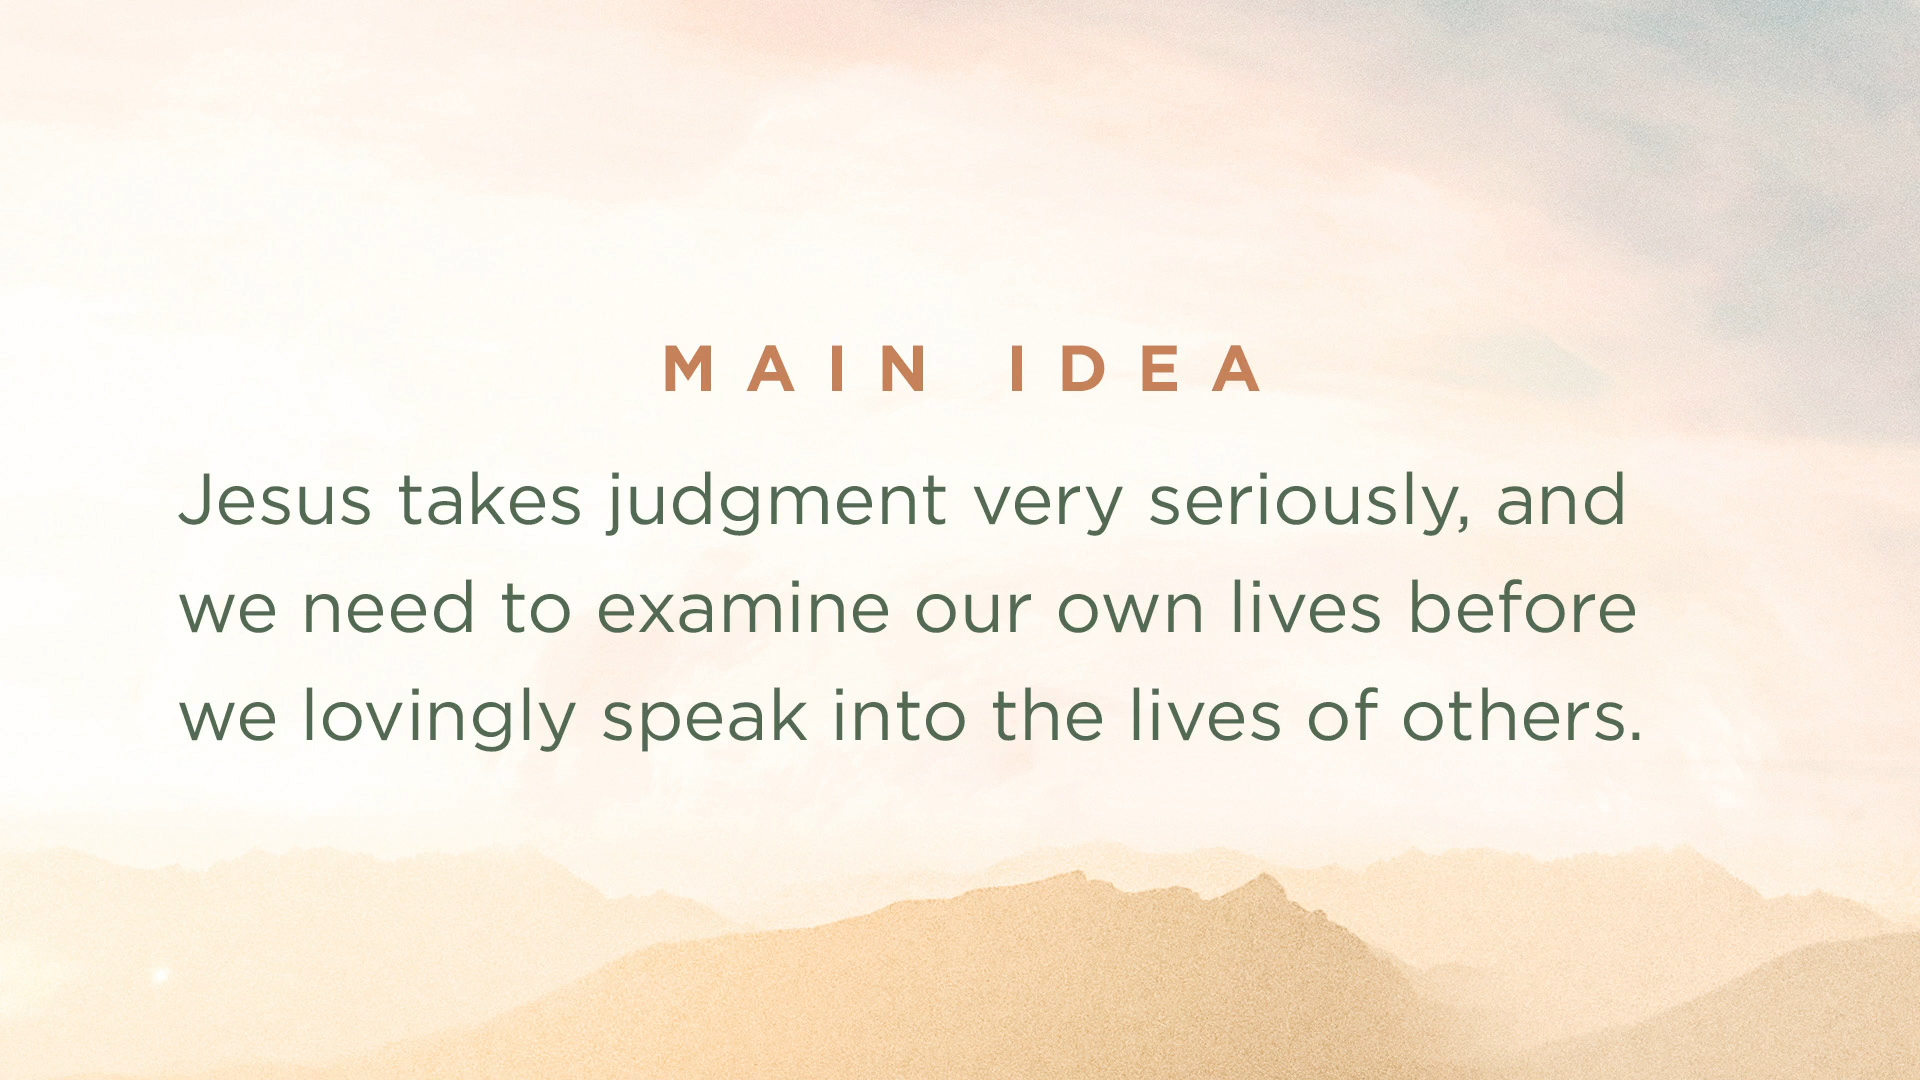 MAIN IDEA
Jesus takes judgment very seriously, and
we need to examine our own lives before
we lovingly speak into the lives of others.